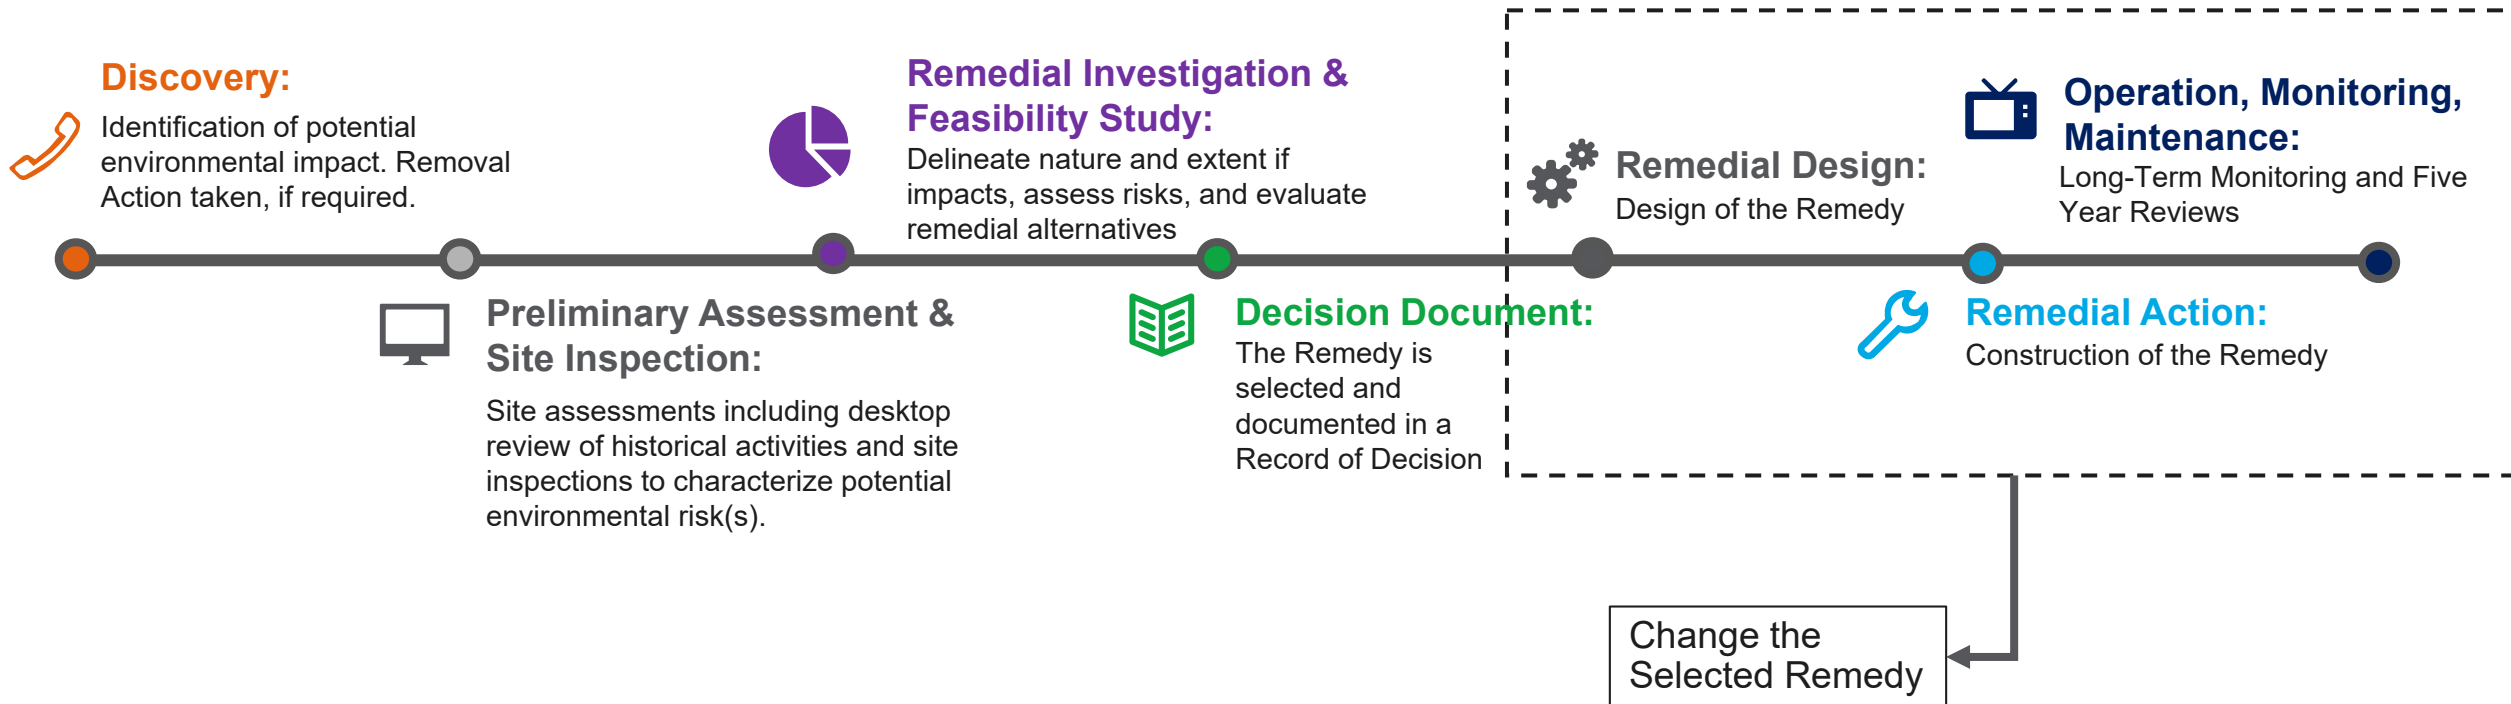 Discovery:
Identification of potential
environmental impact. Removal
Action taken, if required.
Preliminary Assessment &
Site Inspection:
Site assessments including desktop
review of historical activities and site
inspections to characterize potential
environmental risk(s).
Remedial Investigation &
Feasibility Study:
Delineate nature and extent if
impacts, assess risks, and evaluate
remedial alternatives
Decision Document:
The Remedy is
selected and
documented in a
Record of Decision
Remedial Design:
Design of the Remedy
Remedial Action:
Construction of the Remedy
Operation, Monitoring,
Maintenance:
Long-Term Monitoring and Five
Year Reviews
Change the
Selected Remedy